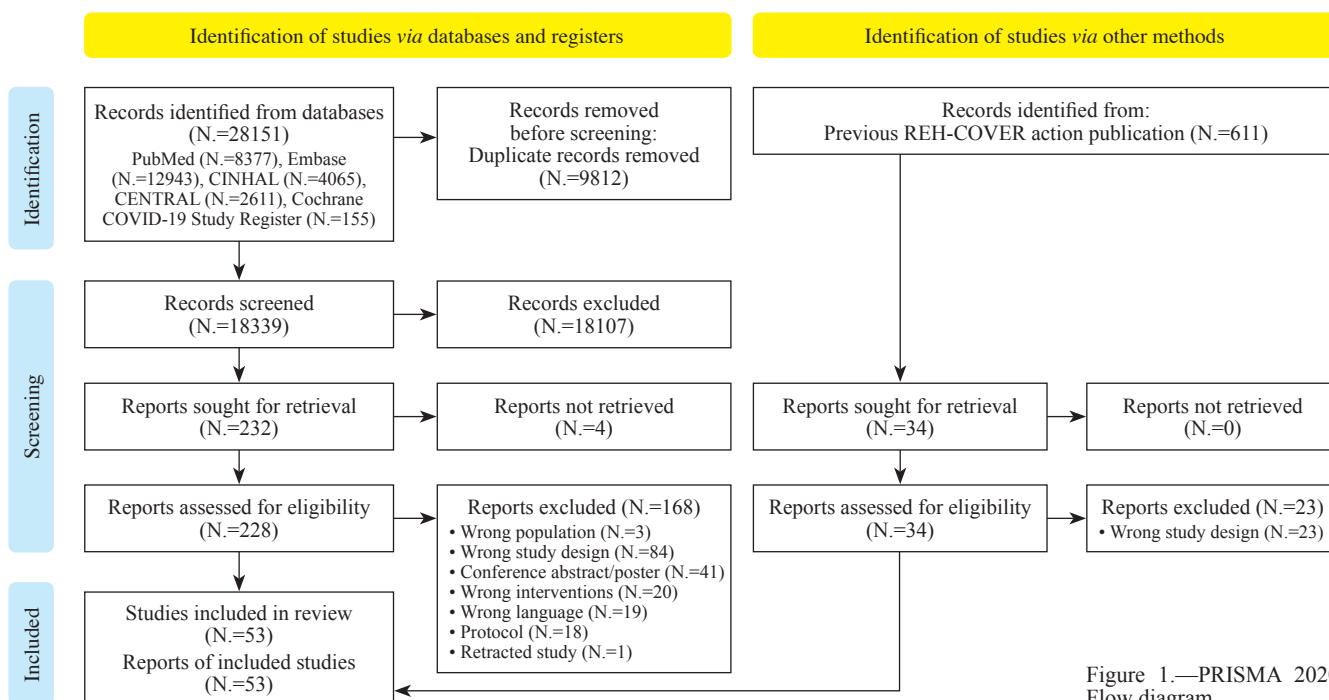 Identification of studies via databases and registers
Identification of studies via other methods
Identification
Records identified from databases
(N.=28151)
PubMed (N.=8377), Embase
(N.=12943), CINHAL (N.=4065),
CENTRAL (N.=2611), Cochrane
COVID-19 Study Register (N.=155)
Records removed
before screening:
Duplicate records removed
(N.=9812)
Records identified from:
Previous REH-COVER action publication (N.=611)
Screening
Records screened
(N.=18339)
Records excluded
(N.=18107)
Reports sought for retrieval
(N.=232)
Reports not retrieved
(N.=4)
Reports sought for retrieval
(N.=34)
Reports not retrieved
(N.=0)
Reports assessed for eligibility
(N.=228)
Reports excluded (N.=168)
• Wrong population (N.=3)
• Wrong study design (N.=84)
• Conference abstract/poster (N.=41)
• Wrong interventions (N.=20)
• Wrong language (N.=19)
• Protocol (N.=18)
• Retracted study (N.=1)
Reports assessed for eligibility
(N.=34)
Reports excluded (N.=23)
• Wrong study design (N.=23)
Included
Studies included in review
(N.=53)
Reports of included studies
(N.=53)
Figure 1.—PRISMA
Flow diagram